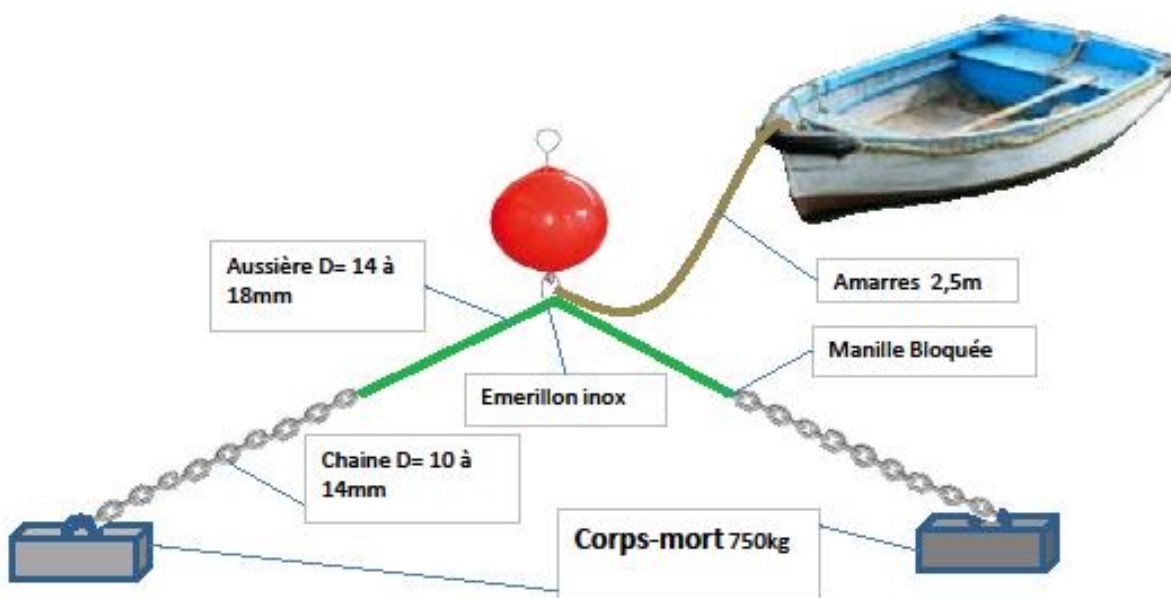 Aussière D= 14 à
18mm
Amarres 2,5m
Manille Bloquée
Emerillon inox
Chaine D= 10 à
14mm
Corps-mort 750kg